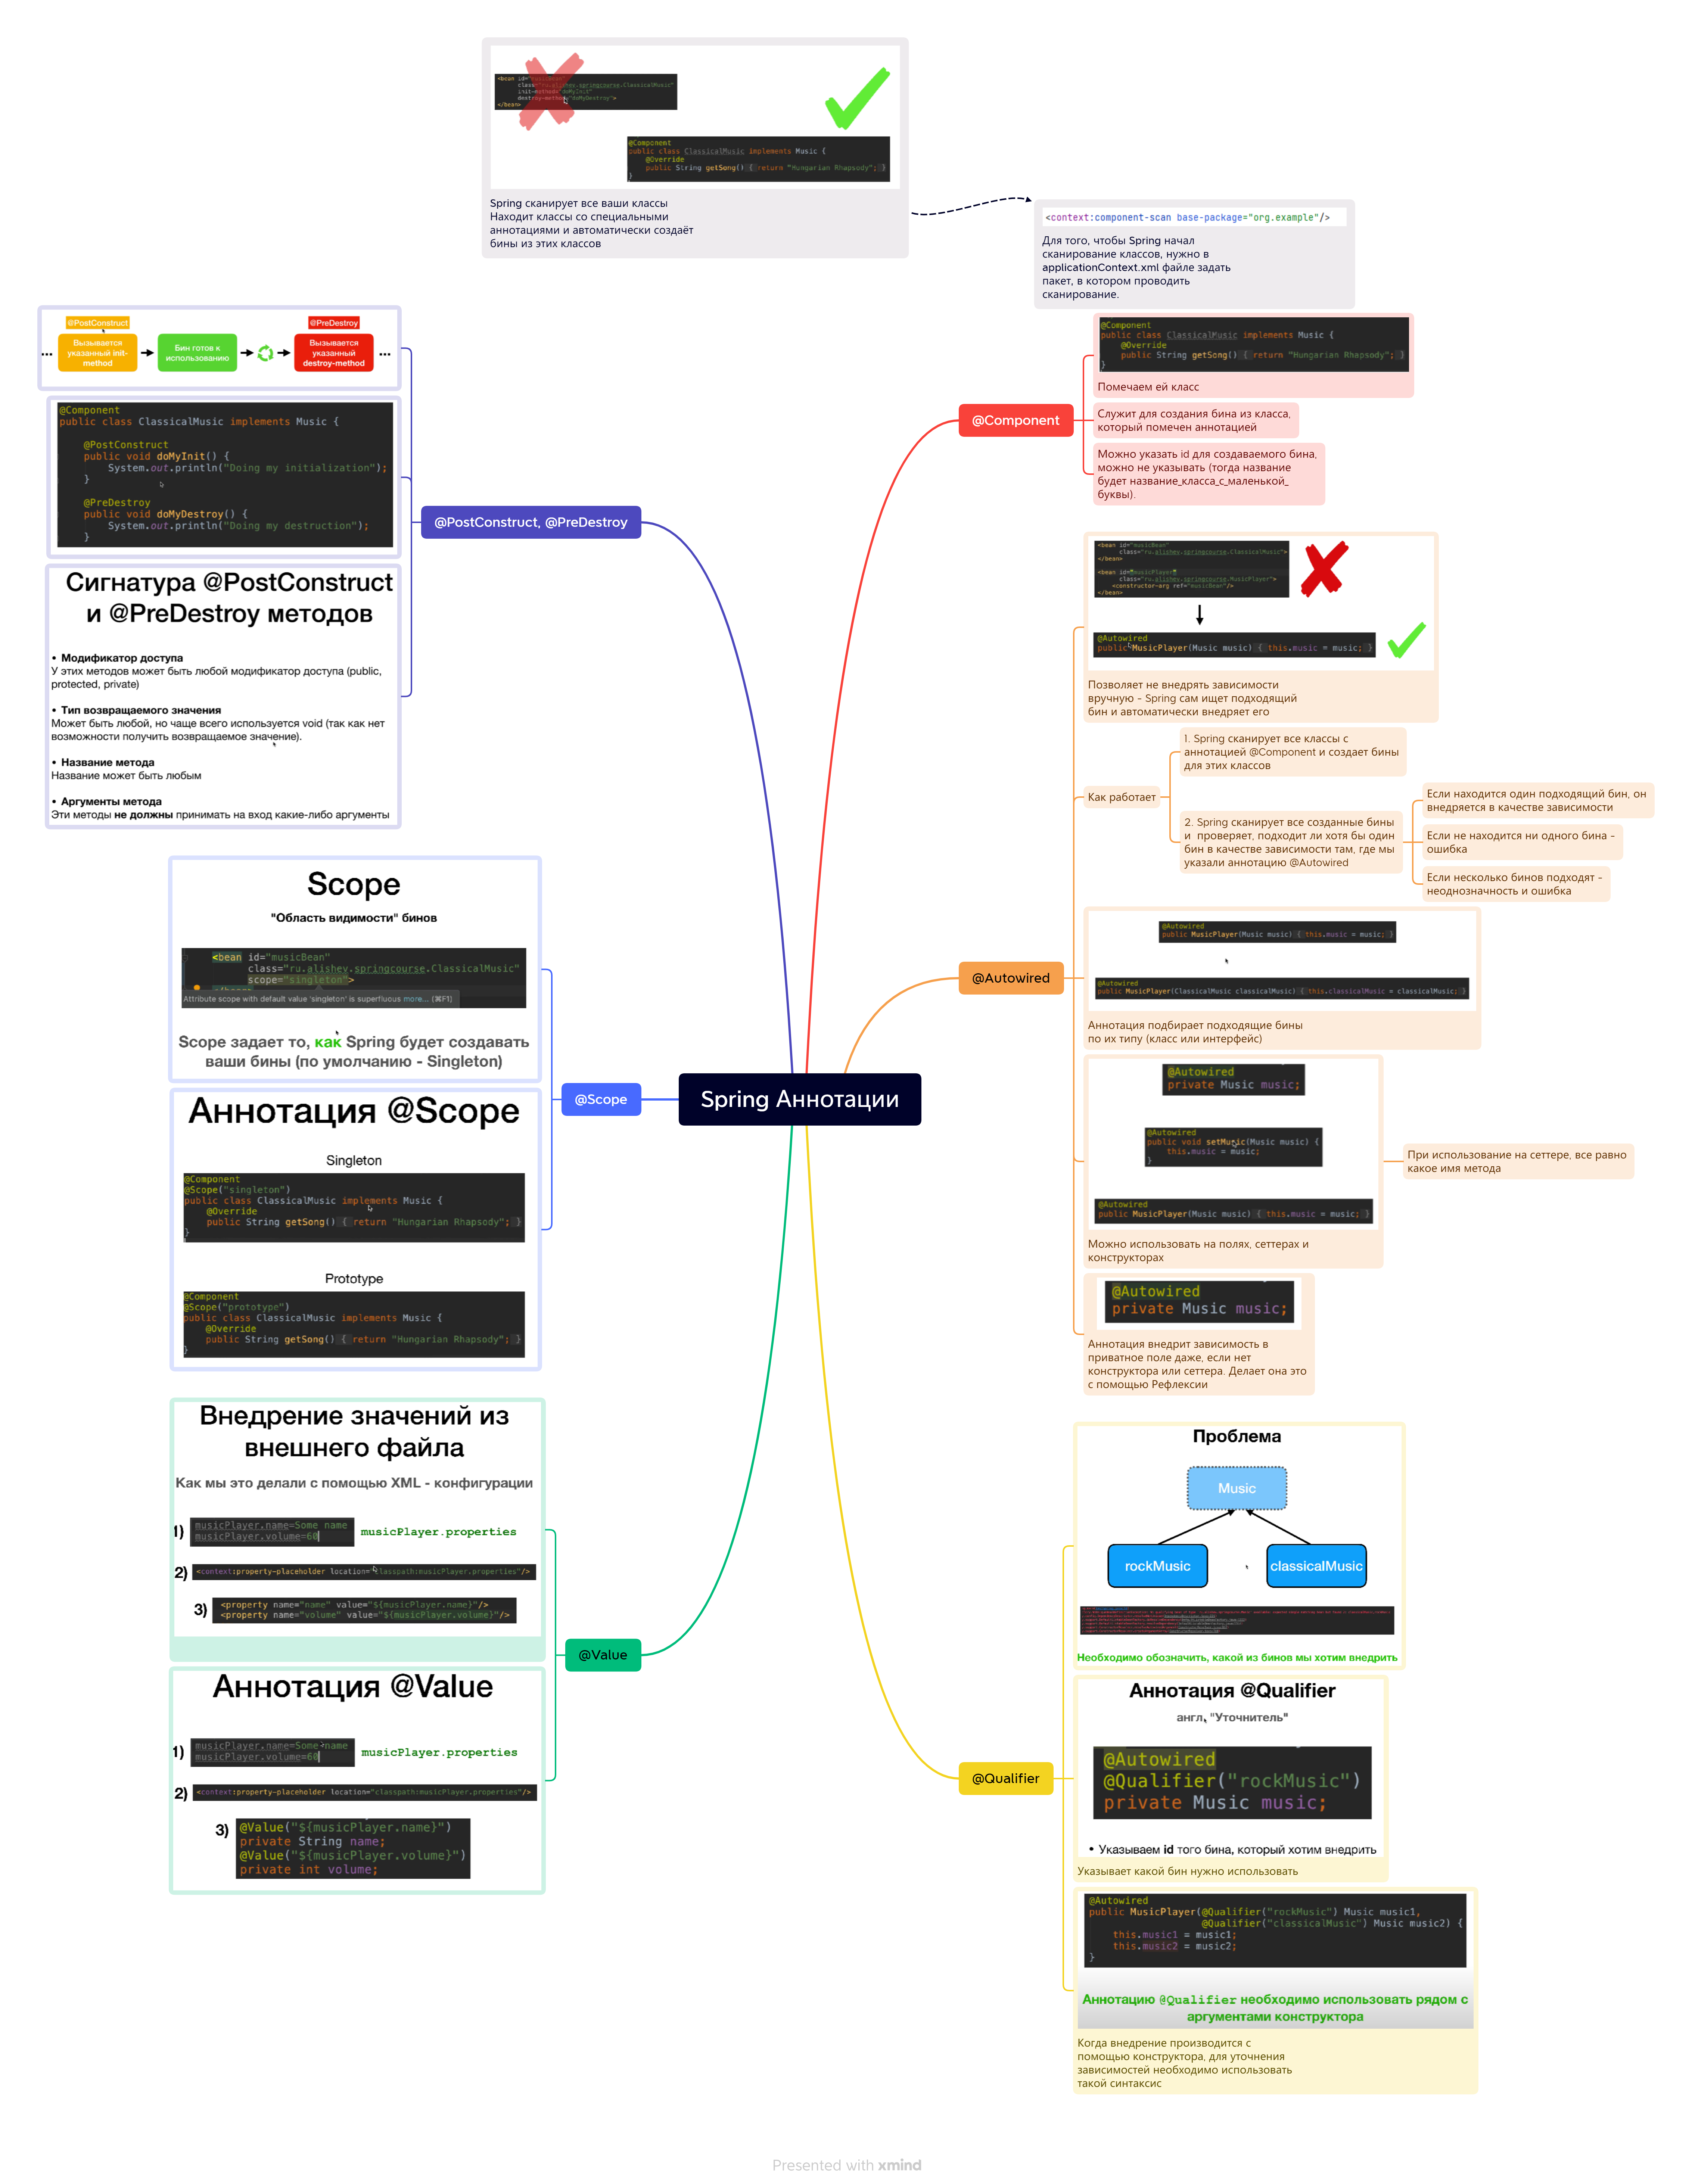 <bean id="musicBean"
class="ru.alishev.springcourse.ClassicalMusic"
init-method="doMyInit"
destroy-method="doMyDestroy">
</bean>
@Component
public class ClassicalMusic implements Music {
@Override
public String getSong() { return "Hungarian Rhapsody"; }
}
Spring сканирует все ваши классы
Находит классы со специальными
аннотациями и автоматически создаёт
бины из этих классов
<context:component-scan base-package="org.example"/>
Для того, чтобы Spring начал
сканирование классов, нужно в
applicationContext.xml файле задать
пакет, в котором проводить
сканирование.
@PostConstruct
@PreDestroy
...
Вызывается
указанный init-
method
Бин готов к
использованию
Вызывается
указанный
destroy-method
...
@Component
public class ClassicalMusic implements Music {
@PostConstruct
public void doMyInit() {
System.out.println("Doing my initialization");
}
@PreDestroy
public void doMyDestroy() {
System.out.println("Doing my destruction");
}
Сигнатура @PostConstruct
и @PreDestroy методов
• Модификатор доступа
У этих методов может быть любой модификатор доступа (public,
protected, private)
• Тип возвращаемого значения
Может быть любой, но чаще всего используется void (так как нет
возможности получить возвращаемое значение).
• Название метода
Название может быть любым
• Аргументы метода
Эти методы не должны принимать на вход какие-либо аргументы
@PostConstruct, @PreDestroy
Scope
"Область видимости" бинов
<bean id="musicBean"
class="ru.alishev.springcourse.ClassicalMusic"
scope="singleton">
Attribute scope with default value 'singleton' is superfluous more... (⌘F1)
Scope задает то, как Spring будет создавать
ваши бины (по умолчанию - Singleton)
Аннотация @Scope
Singleton
@Component
@Scope("singleton")
public class ClassicalMusic implements Music {
@Override
public String getSong() { return "Hungarian Rhapsody"; }
}
Prototype
@Component
@Scope("prototype")
public class ClassicalMusic implements Music {
@Override
public String getSong() { return "Hungarian Rhapsody"; }
}
@Scope
Внедрение значений из
внешнего файла
Как мы это делали с помощью XML - конфигурации
1) musicPlayer.name=Some name
musicPlayer.volume=60
musicPlayer.properties
2) <context:property-placeholder location="classpath:musicPlayer.properties"/>
3) <property name="name" value="${musicPlayer.name}"/>
<property name="volume" value="${musicPlayer.volume}"/>
Аннотация @Value
1) musicPlayer.name=Some name
musicPlayer.volume=60
musicPlayer.properties
2) <context:property-placeholder location="classpath:musicPlayer.properties"/>
3) @Value("${musicPlayer.name}")
private String name;
@Value("${musicPlayer.volume}")
private int volume;
@Value
Spring Аннотации
@Component
@Component
public class ClassicalMusic implements Music {
@Override
public String getSong() { return "Hungarian Rhapsody"; }
}
Помечаем ей класс
Служит для создания бина из класса,
который помечен аннотацией
Можно указать id для создаваемого бина,
можно не указывать (тогда название
будет название_класса_с_маленькой_
буквы).
@Autowired
<bean id="musicBean"
class="ru.alishev.springcourse.ClassicalMusic">
</bean>
<bean id="musicPlayer"
class="ru.alishev.springcourse.MusicPlayer">
<constructor-arg ref="musicBean"/>
</bean>
@Autowired
public MusicPlayer(Music music) { this.music = music; }
Позволяет не внедрять зависимости
вручную - Spring сам ищет подходящий
бин и автоматически внедряет его
Как работает
1. Spring сканирует все классы с
аннотацией @Component и создает бины
для этих классов
2. Spring сканирует все созданные бины
и проверяет, подходит ли хотя бы один
бин в качестве зависимости там, где мы
указали аннотацию @Autowired
Если находится один подходящий бин, он
внедряется в качестве зависимости
Если не находится ни одного бина -
ошибка
Если несколько бинов подходят -
неоднозначность и ошибка
@Autowired
public MusicPlayer(Music music) { this.music = music; }
@Autowired
public MusicPlayer(ClassicalMusic classicalMusic) { this.classicalMusic = classicalMusic; }
Аннотация подбирает подходящие бины
по их типу (класс или интерфейс)
@Autowired
private Music music;
@Autowired
public void setMusic(Music music) {
this.music = music;
}
@Autowired
public MusicPlayer(Music music) { this.music = music; }
Можно использовать на полях, сеттерах и
конструкторах
При использование на сеттере, все равно
какое имя метода
@Autowired
private Music music;
Аннотация внедрит зависимость в
приватное поле даже, если нет
конструктора или сеттера. Делает она это
с помощью Рефлексии
@Qualifier
Проблема
Music
rockMusic
classicalMusic
Необходимо обозначить, какой из бинов мы хотим внедрить
Аннотация @Qualifier
англ. "Уточнитель"
@Autowired
@Qualifier("rockMusic")
private Music music;
• Указываем id того бина, который хотим внедрить
Указывает какой бин нужно использовать
@Autowired
public MusicPlayer(@Qualifier("rockMusic") Music music1,
@Qualifier("classicalMusic") Music music2) {
this.music1 = music1;
this.music2 = music2;
}
Аннотацию @Qualifier необходимо использовать рядом с
аргументами конструктора
Когда внедрение производится с
помощью конструктора, для уточнения
зависимостей необходимо использовать
такой синтаксис
Presented with xmind